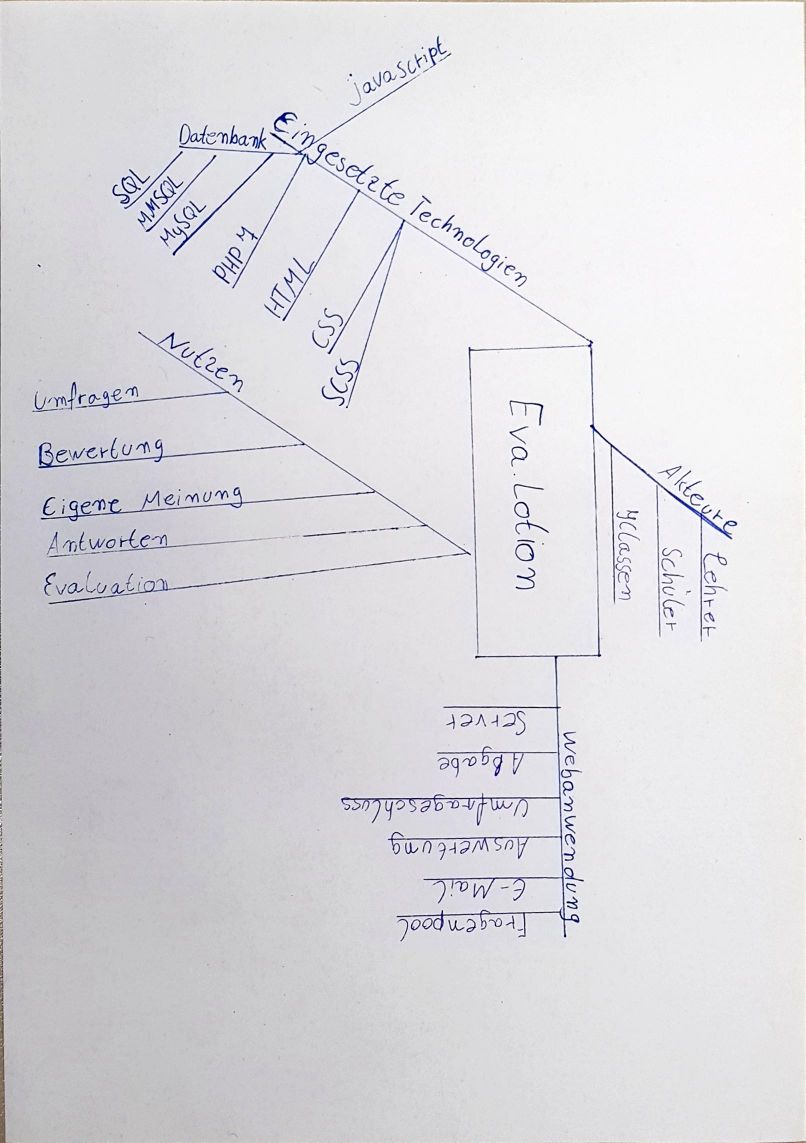 Eva.Lotion
Eingesetzte Technologien
javascript
Datenbank
SQL
MMSQL
MySQL
PHP 7
HTML
CSS
SCSS
Nutzen
Umfragen
Bewertung
Eigene Meinung
Antworten
Evaluation
Akteure
Lehrer
Schüler
Klassen
Webanwendung
Server
Abgabe
Umfrageschluss
Auswertung
E-Mail
Fragenpool